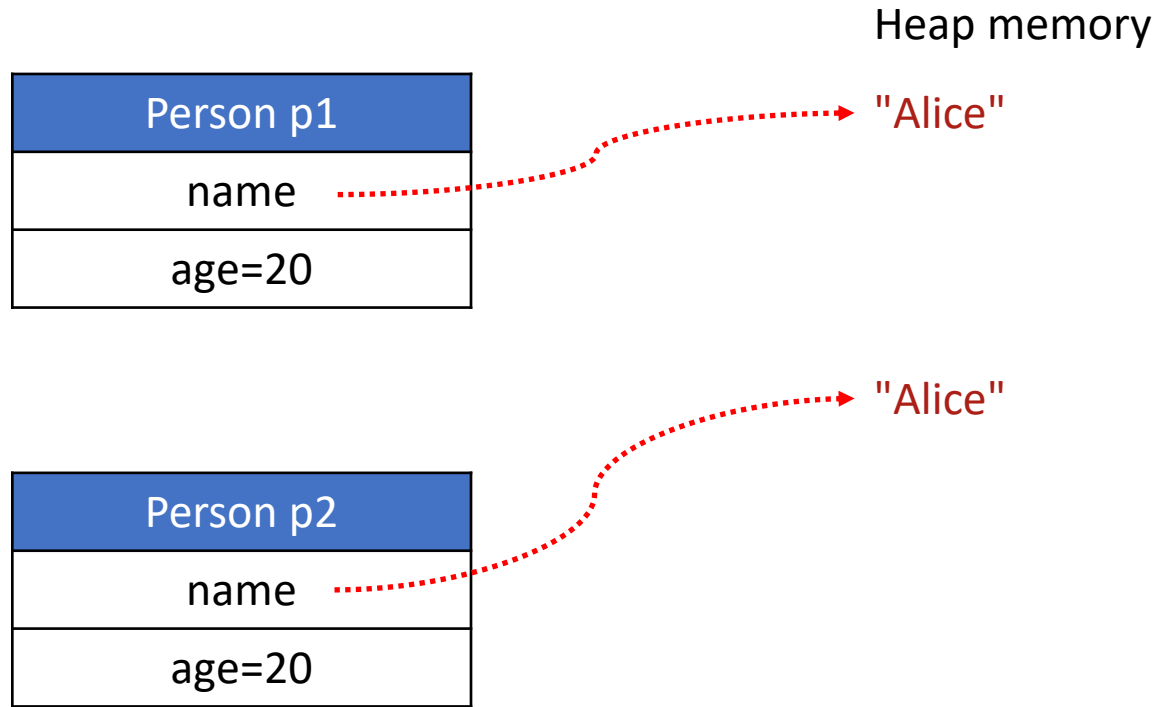 Heap memory
Person p1
name
age=20
"Alice"
"Alice"
Person p2
name
age=20